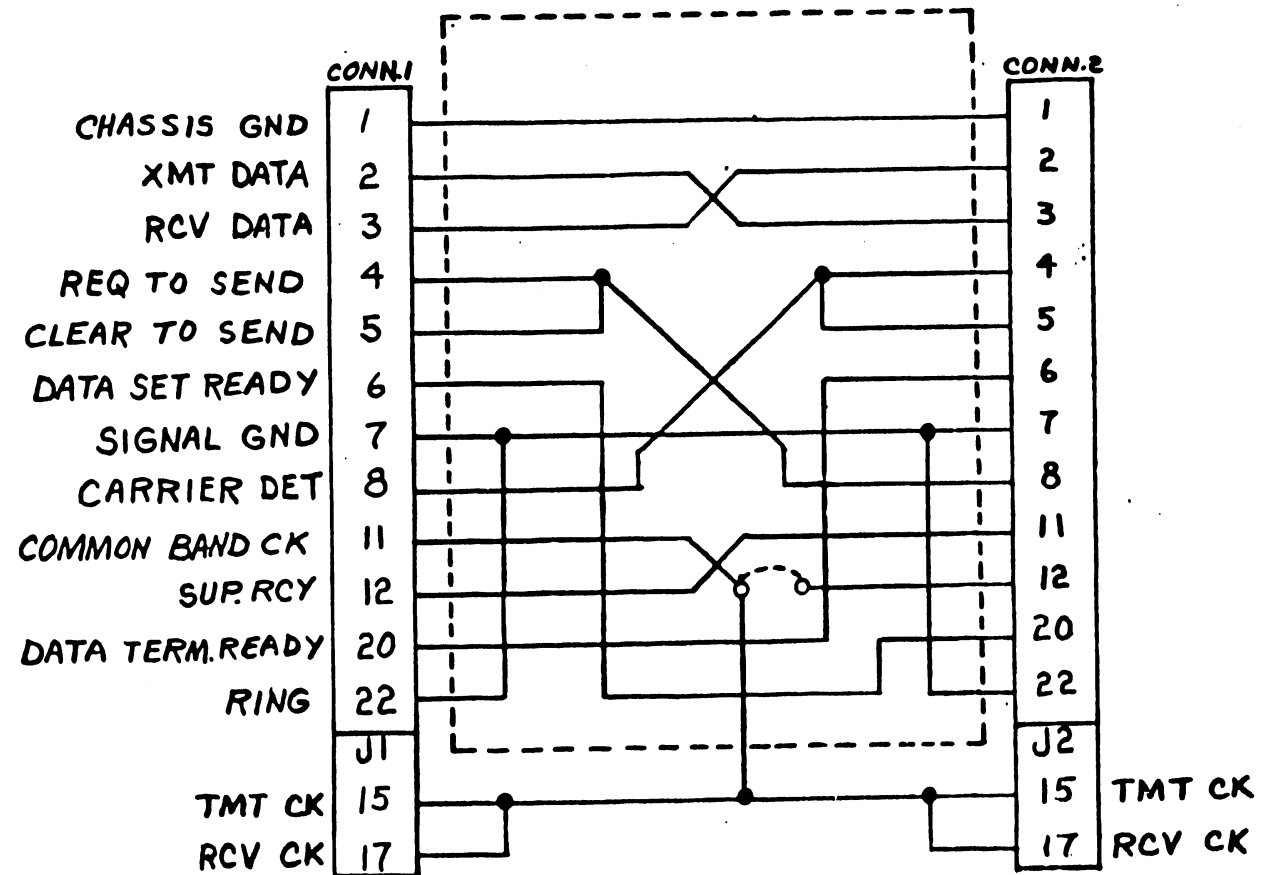 CONN.1 CONN.2
CHASSIS GND 1 1
XMT DATA 2 2
RCV DATA 3 3
REQ TO SEND 4 4
CLEAR TO SEND 5 5
DATA SET READY 6 6
SIGNAL GND 7 7
CARRIER DET 8 8
COMMON BAND CK 11 11
SUP. RCY 12 12
DATA TERM. READY 20 20
RING 22 22
J1 J2
TMT CK 15 15 TMT CK
RCV CK 17 17 RCV CK